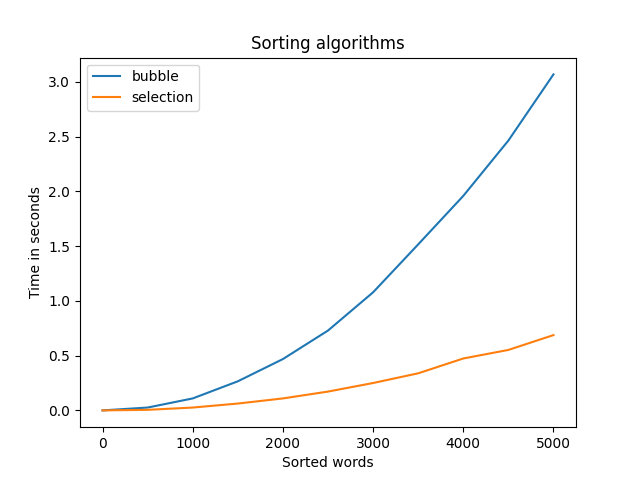 Sorting algorithms
bubble
selection
3.0
2.5
2.0
1.5
1.0
0.5
0.0
Time in seconds
0 1000 2000 3000 4000 5000
Sorted words